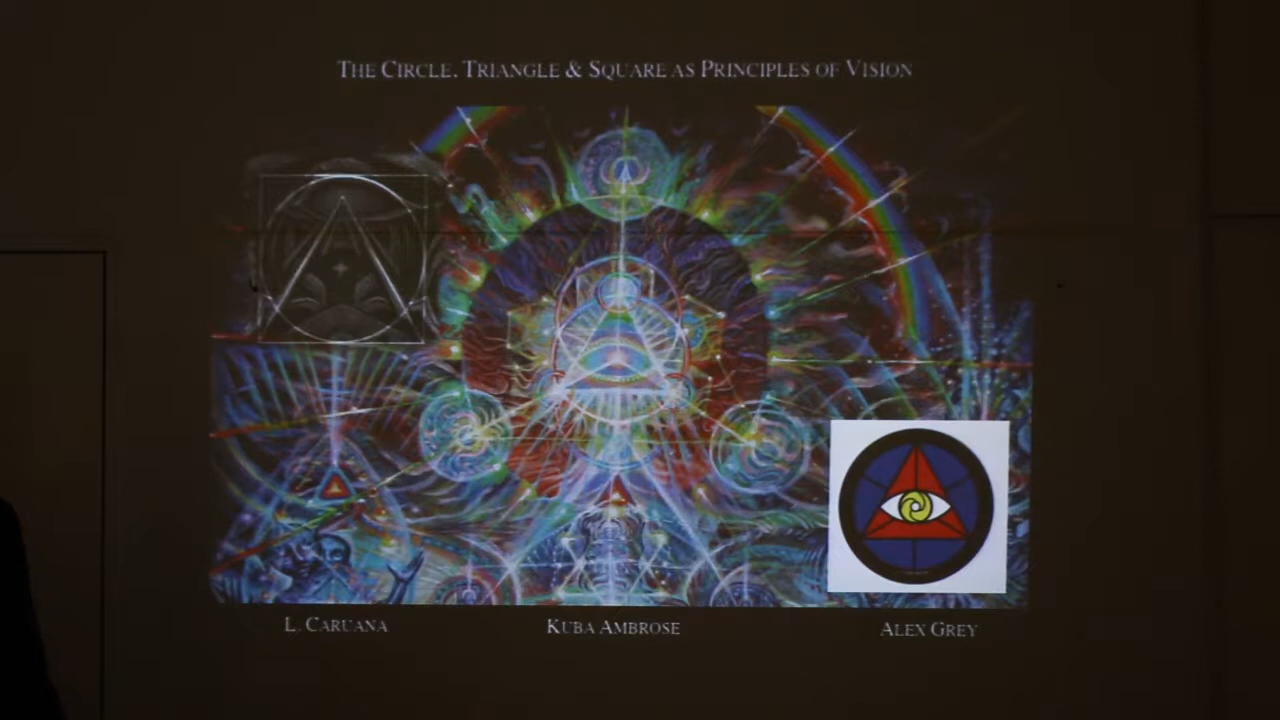 THE CIRCLE, TRIANGLE & SQUARE AS PRINCIPLES OF VISION
L. CARUANA
KUBA AMBROSE
ALEX GREY